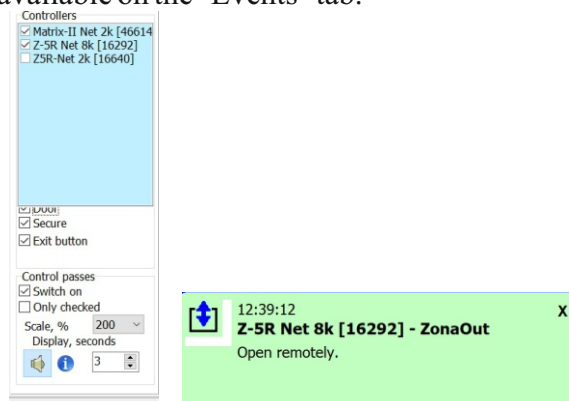 available on the "Events" tab.
Controllers
Matrix-II Net 2k [46614
Z-5R Net 8k [16292]
Z5R-Net 2k [16640]
Door
Secure
Exit button
Control passes
Switch on
Only checked
Scale, % 200
Display, seconds
3
12:39:12 X
Z-5R Net 8k [16292] - ZonaOut
Open remotely.